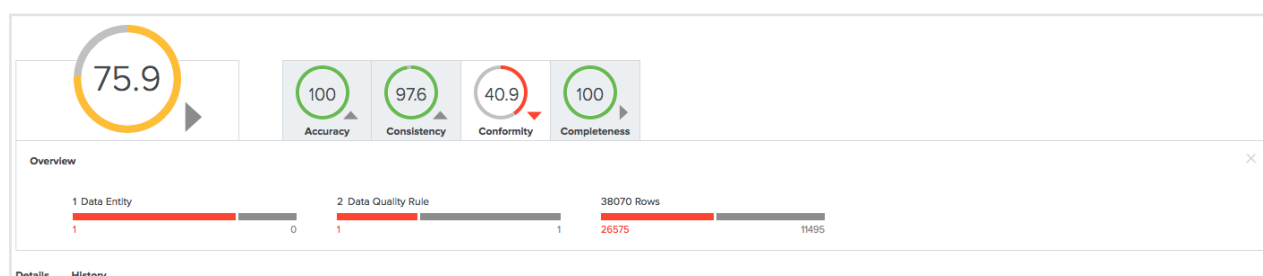 75.9
100
97.6
40.9
100
Accuracy
Consistency
Conformity
Completeness
Overview
1 Data Entity
2 Data Quality Rule
38070 Rows
1
0
1
1
26575
11495
Details
History